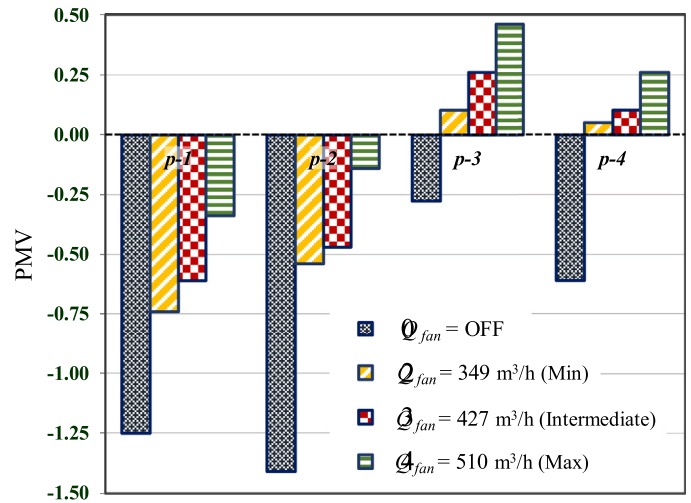 0.50
0.25
0.00
-0.25
-0.50
-0.75
-1.00
-1.25
-1.50
PMV
p-1 p-2 p-3 p-4
Q fan = OFF
Q fan = 349 m³/h (Min)
Q fan = 427 m³/h (Intermediate)
Q fan = 510 m³/h (Max)